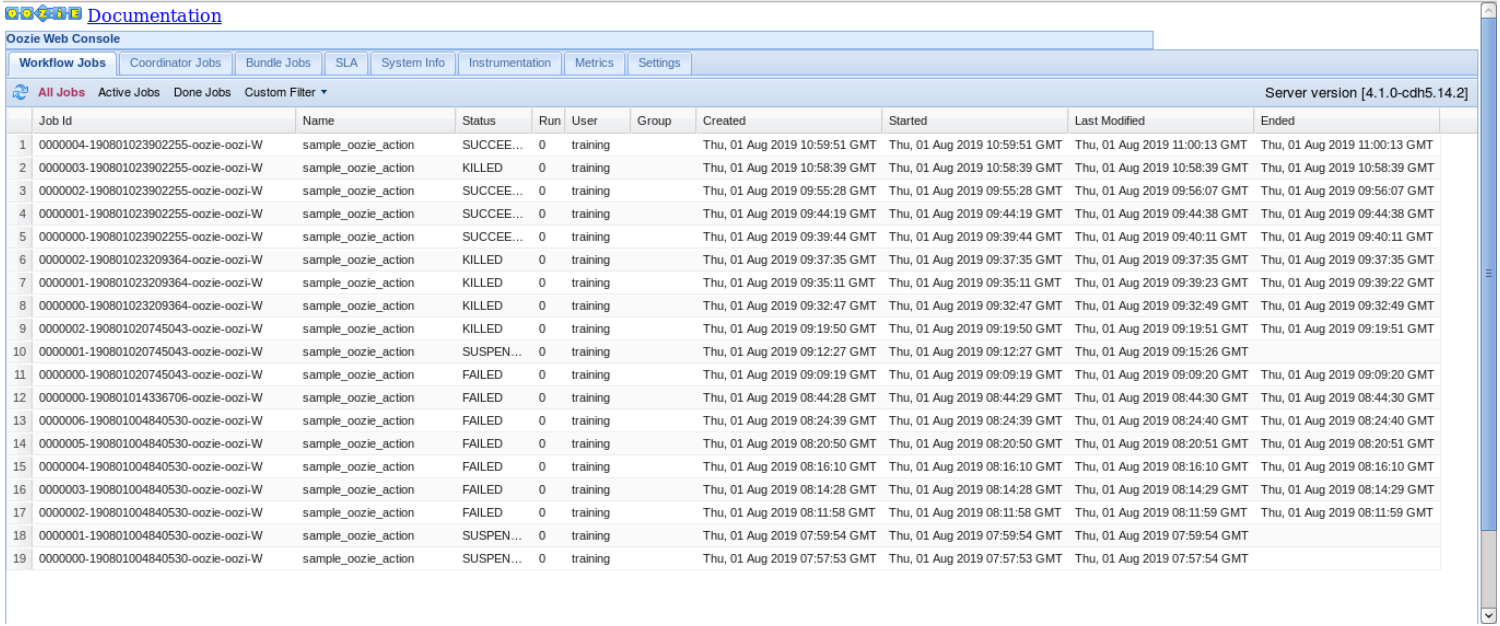 OOZIE Documentation
Oozie Web Console
Workflow Jobs Coordinator Jobs Bundle Jobs SLA System Info Instrumentation Metrics Settings
All Jobs Active Jobs Done Jobs Custom Filter Server version [4.1.0-cdh5.14.2]
Job Id Name Status Run User Group Created Started Last Modified Ended
1 0000004-190801023902255-oozie-oozi-W sample_oozie_action SUCCEE... 0 training Thu, 01 Aug 2019 10:59:51 GMT Thu, 01 Aug 2019 10:59:51 GMT Thu, 01 Aug 2019 11:00:13 GMT Thu, 01 Aug 2019 11:00:13 GMT
2 0000003-190801023902255-oozie-oozi-W sample_oozie_action KILLED 0 training Thu, 01 Aug 2019 10:58:39 GMT Thu, 01 Aug 2019 10:58:39 GMT Thu, 01 Aug 2019 10:58:39 GMT Thu, 01 Aug 2019 10:58:39 GMT
3 0000002-190801023902255-oozie-oozi-W sample_oozie_action SUCCEE... 0 training Thu, 01 Aug 2019 09:55:28 GMT Thu, 01 Aug 2019 09:55:28 GMT Thu, 01 Aug 2019 09:56:07 GMT Thu, 01 Aug 2019 09:56:07 GMT
4 0000001-190801023902255-oozie-oozi-W sample_oozie_action SUCCEE... 0 training Thu, 01 Aug 2019 09:44:19 GMT Thu, 01 Aug 2019 09:44:19 GMT Thu, 01 Aug 2019 09:44:38 GMT Thu, 01 Aug 2019 09:44:38 GMT
5 0000000-190801023902255-oozie-oozi-W sample_oozie_action SUCCEE... 0 training Thu, 01 Aug 2019 09:39:44 GMT Thu, 01 Aug 2019 09:39:44 GMT Thu, 01 Aug 2019 09:40:11 GMT Thu, 01 Aug 2019 09:40:11 GMT
6 0000002-190801023209364-oozie-oozi-W sample_oozie_action KILLED 0 training Thu, 01 Aug 2019 09:37:35 GMT Thu, 01 Aug 2019 09:37:35 GMT Thu, 01 Aug 2019 09:37:35 GMT Thu, 01 Aug 2019 09:37:35 GMT
7 0000001-190801023209364-oozie-oozi-W sample_oozie_action KILLED 0 training Thu, 01 Aug 2019 09:35:11 GMT Thu, 01 Aug 2019 09:35:11 GMT Thu, 01 Aug 2019 09:39:23 GMT Thu, 01 Aug 2019 09:39:22 GMT
8 0000000-190801023209364-oozie-oozi-W sample_oozie_action KILLED 0 training Thu, 01 Aug 2019 09:32:47 GMT Thu, 01 Aug 2019 09:32:47 GMT Thu, 01 Aug 2019 09:32:49 GMT Thu, 01 Aug 2019 09:32:49 GMT
9 0000002-190801020745043-oozie-oozi-W sample_oozie_action KILLED 0 training Thu, 01 Aug 2019 09:19:50 GMT Thu, 01 Aug 2019 09:19:50 GMT Thu, 01 Aug 2019 09:19:51 GMT Thu, 01 Aug 2019 09:19:51 GMT
10 0000001-190801020745043-oozie-oozi-W sample_oozie_action SUSPEN... 0 training Thu, 01 Aug 2019 09:12:27 GMT Thu, 01 Aug 2019 09:12:27 GMT Thu, 01 Aug 2019 09:15:26 GMT
11 0000000-190801020745043-oozie-oozi-W sample_oozie_action FAILED 0 training Thu, 01 Aug 2019 09:09:19 GMT Thu, 01 Aug 2019 09:09:19 GMT Thu, 01 Aug 2019 09:09:20 GMT Thu, 01 Aug 2019 09:09:20 GMT
12 0000000-190801014336706-oozie-oozi-W sample_oozie_action FAILED 0 training Thu, 01 Aug 2019 08:44:28 GMT Thu, 01 Aug 2019 08:44:29 GMT Thu, 01 Aug 2019 08:44:30 GMT Thu, 01 Aug 2019 08:44:30 GMT
13 0000006-190801004840530-oozie-oozi-W sample_oozie_action FAILED 0 training Thu, 01 Aug 2019 08:24:39 GMT Thu, 01 Aug 2019 08:24:39 GMT Thu, 01 Aug 2019 08:24:40 GMT Thu, 01 Aug 2019 08:24:40 GMT
14 0000005-190801004840530-oozie-oozi-W sample_oozie_action FAILED 0 training Thu, 01 Aug 2019 08:20:50 GMT Thu, 01 Aug 2019 08:20:50 GMT Thu, 01 Aug 2019 08:20:51 GMT Thu, 01 Aug 2019 08:20:51 GMT
15 0000004-190801004840530-oozie-oozi-W sample_oozie_action FAILED 0 training Thu, 01 Aug 2019 08:16:10 GMT Thu, 01 Aug 2019 08:16:10 GMT Thu, 01 Aug 2019 08:16:10 GMT Thu, 01 Aug 2019 08:16:10 GMT
16 0000003-190801004840530-oozie-oozi-W sample_oozie_action FAILED 0 training Thu, 01 Aug 2019 08:14:28 GMT Thu, 01 Aug 2019 08:14:28 GMT Thu, 01 Aug 2019 08:14:29 GMT Thu, 01 Aug 2019 08:14:29 GMT
17 0000002-190801004840530-oozie-oozi-W sample_oozie_action FAILED 0 training Thu, 01 Aug 2019 08:11:58 GMT Thu, 01 Aug 2019 08:11:58 GMT Thu, 01 Aug 2019 08:11:59 GMT Thu, 01 Aug 2019 08:11:59 GMT
18 0000001-190801004840530-oozie-oozi-W sample_oozie_action SUSPEN... 0 training Thu, 01 Aug 2019 07:59:54 GMT Thu, 01 Aug 2019 07:59:54 GMT Thu, 01 Aug 2019 07:59:54 GMT
19 0000000-190801004840530-oozie-oozi-W sample_oozie_action SUSPEN... 0 training Thu, 01 Aug 2019 07:57:53 GMT Thu, 01 Aug 2019 07:57:53 GMT Thu, 01 Aug 2019 07:57:54 GMT